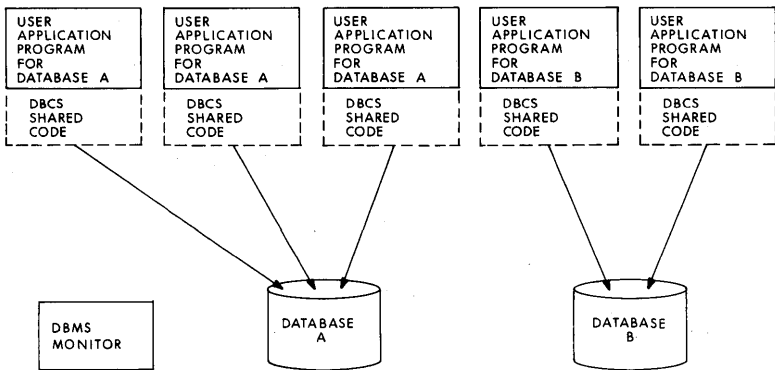 USER
APPLICATION
PROGRAM
FOR
DATABASE A
DBCS
SHARED
CODE
USER
APPLICATION
PROGRAM
FOR
DATABASE A
DBCS
SHARED
CODE
USER
APPLICATION
PROGRAM
FOR
DATABASE A
DBCS
SHARED
CODE
USER
APPLICATION
PROGRAM
FOR
DATABASE B
DBCS
SHARED
CODE
USER
APPLICATION
PROGRAM
FOR
DATABASE B
DBCS
SHARED
CODE
DBMS
MONITOR
DATABASE
A
DATABASE
B